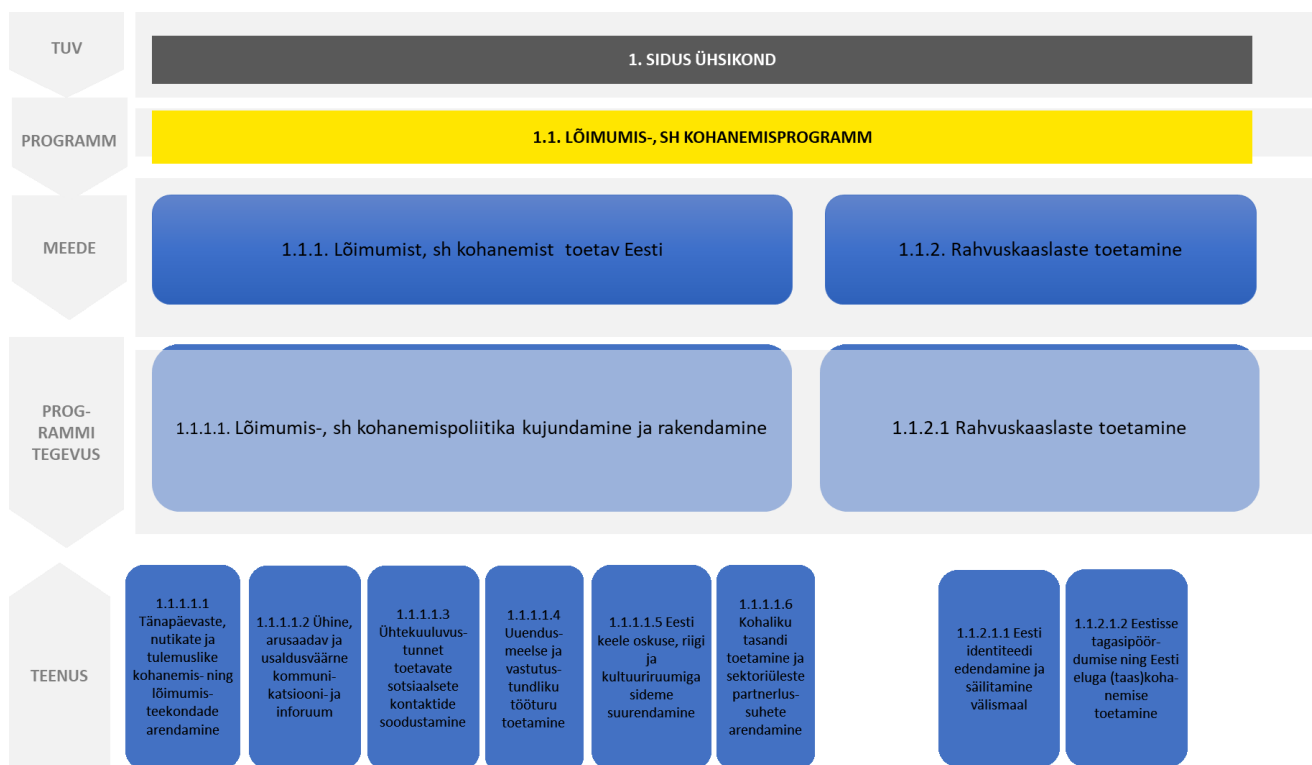 TUV
1. SIDUS ÜHSIKOND
PROGRAMM
1.1. LÕIMUMIS-, SH KOHANEMISPROGRAMM
MEEDE
1.1.1. Lõimumist, sh kohanemist toetav Eesti
1.1.2. Rahvuskaaslaste toetamine
PROG-
RAMMI
TEGEVUS
1.1.1.1. Lõimumis-, sh kohanemispoliitika kujundamine ja rakendamine
1.1.2.1 Rahvuskaaslaste toetamine
TEENUS
1.1.1.1.1
Tänapäevaste,
nutikate ja
tulemuslike
kohanemis- ning
lõimumis-
teekondade
arendamine
1.1.1.1.2 Ühine,
arusaadav ja
usaldusväärne
kommuni-
katsiooni- ja
inforuum
1.1.1.1.3
Ühtekuuluvus-
tunnet
toetavate
sotsiaalsete
kontaktide
soodustamine
1.1.1.1.4
Uuendus-
meelse ja
vastutus-
tundliku
tööturu
toetamine
1.1.1.1.5 Eesti
keele oskuse, riigi
ja
kultuuriruumiga
sideme
suurendamine
1.1.1.1.6
Kohaliku
tasandi
toetamine ja
sektoriüleste
partnerlus-
suhete
arendamine
1.1.2.1.1 Eesti
identiteedi
edendamine ja
säilitamine
välismaal
1.1.2.1.2 Eestisse
tagasipöör-
dumise ning Eesti
eluga (taas)koha-
nemise
toetamine